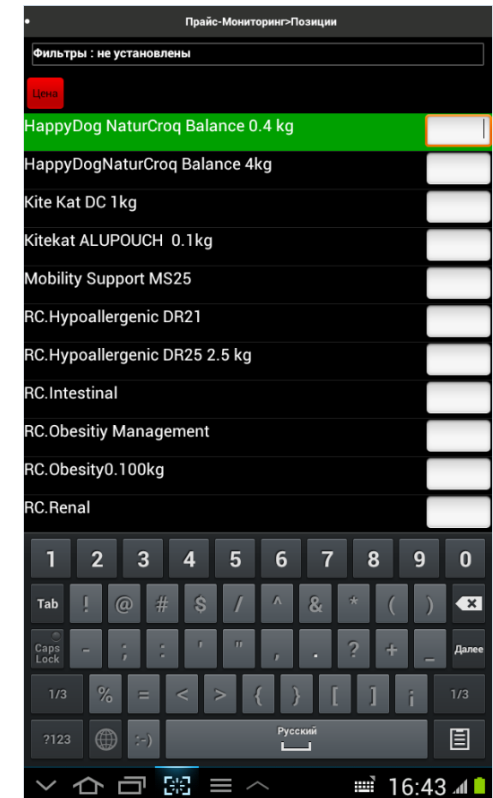 Прайс-Мониторинг>Позиции
Фильтры : не установлены
Цена
HappyDog NaturCroq Balance 0.4 kg
HappyDogNaturCroq Balance 4kg
Kite Kat DC 1kg
Kitekat ALUPOUCH  0.1kg
Mobility Support MS25
RC.Hypoallergenic DR21
RC.Hypoallergenic DR25 2.5 kg
RC.Intestinal
RC.Obesitiy Management
RC.Obesity0.100kg
RC.Renal
1 2 3 4 5 6 7 8 9 0
Tab ! @ # $ / ^ & * ( )
Caps Lock - ; : ' " , . ? + _ Далее
1/3 % = < > { } [ ] ¡ 1/3
?123 :-) Русский
16:43